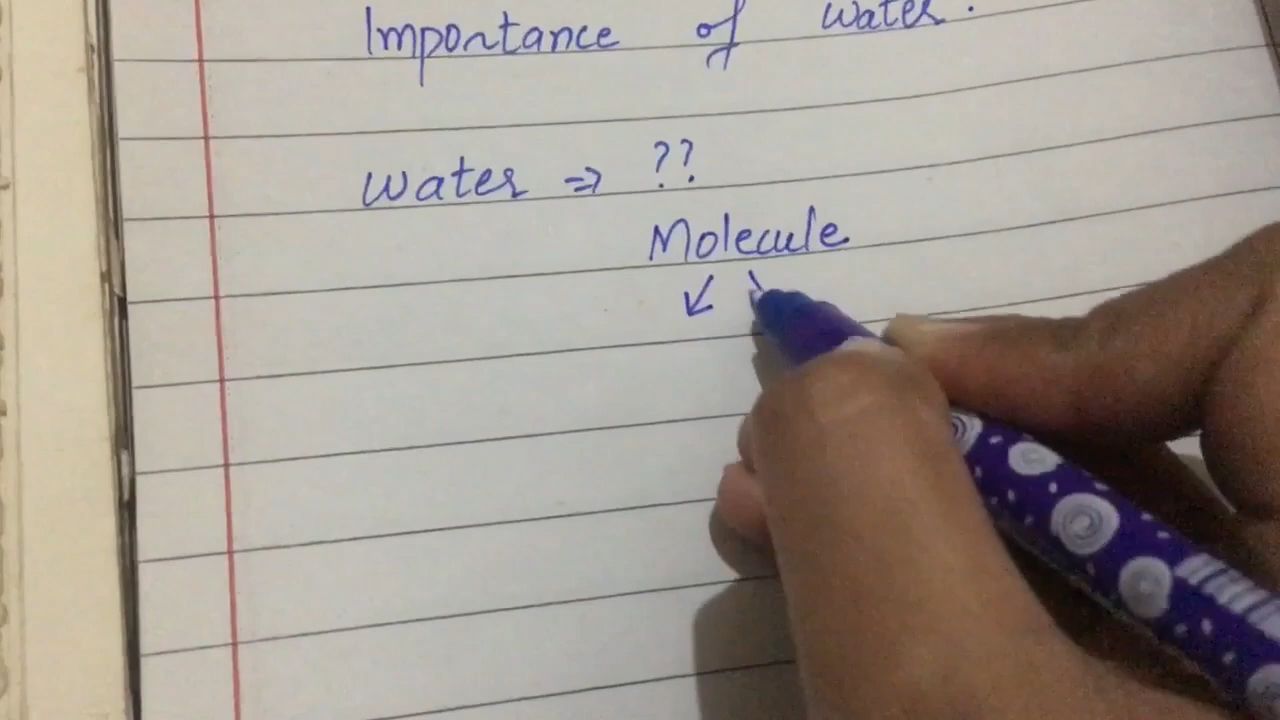 Importance of water.
water ⇒ ??
Molecule